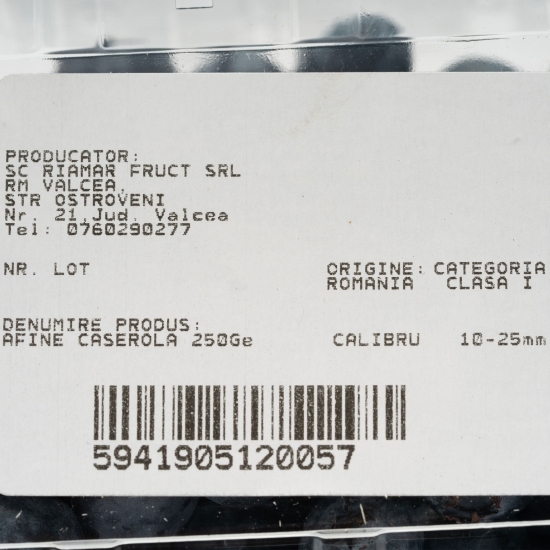 PRODUCATOR:
SC RIAMAR FRUCT SRL
RM VALCEA,
STR OSTROVENI
Nr. 21,Jud. Valcea
Tel: 0760290277
NR. LOT
ORIGINE: CATEGORIA
ROMANIA CLASA I
DENUMIRE PRODUS:
AFINE CASEROLA 250Ge
CALIBRU 10-25mm
5941905120057